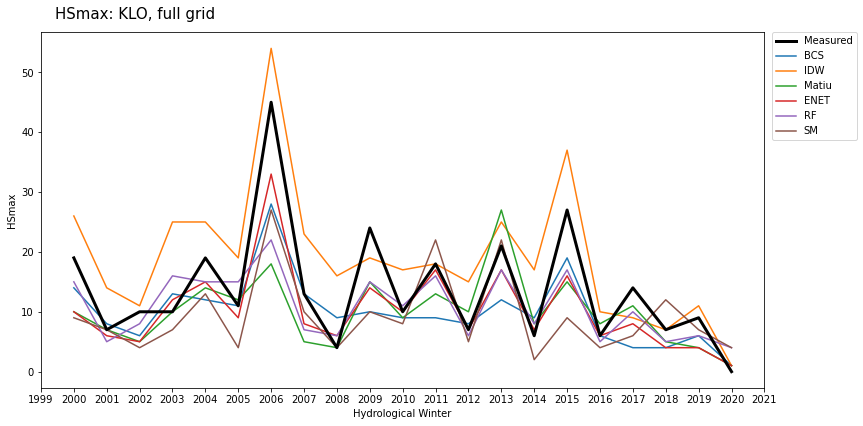 HSmax: KLO, full grid
Measured
BCS
IDW
Matiu
ENET
RF
SM
HSmax
50
40
30
20
10
0
1999 2000 2001 2002 2003 2004 2005 2006 2007 2008 2009 2010 2011 2012 2013 2014 2015 2016 2017 2018 2019 2020 2021
Hydrological Winter